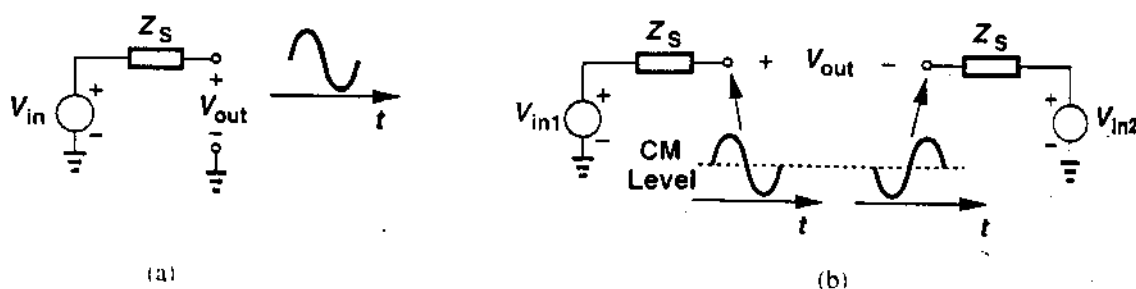 Z_S
+
V_in
+
-
V_out
-
t
(a)
Z_S
+ V_out -
Z_S
V_in1
+
-
+
-
V_in2
CM
Level
t
t
(b)